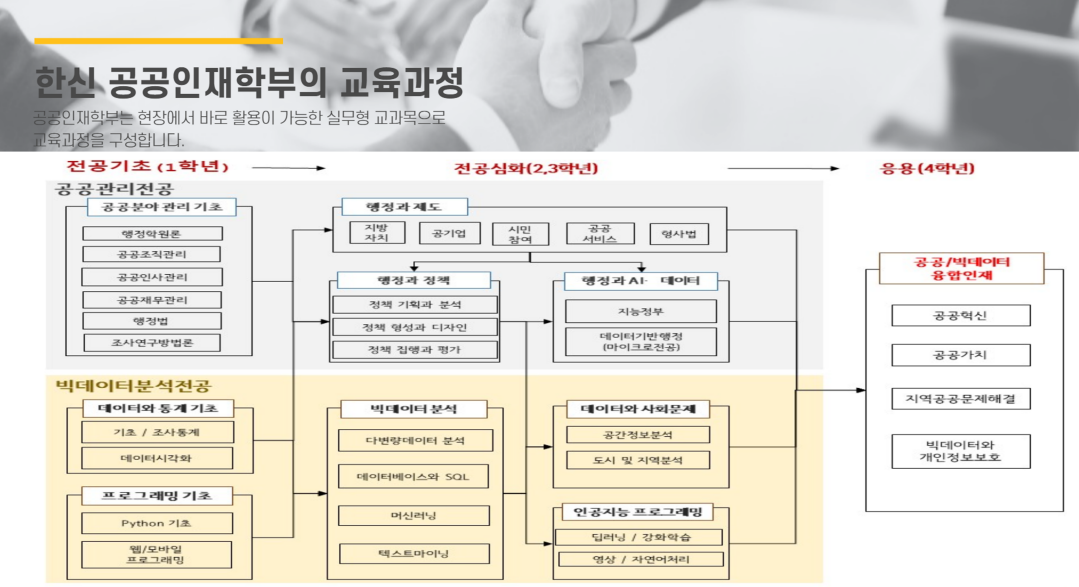 한신 공공인재학부의 교육과정
공공인재학부는 현장에서 바로 활용이 가능한 실무형 교과목으로
교육과정을 구성합니다.
전공기초(1학년)
전공심화(2,3학년)
응용(4학년)
공공관리전공
공공분야 관리 기초
행정학원론
공공조직관리
공공인사관리
공공재무관리
행정법
조사연구방법론
행정과 제도
지방
자치
공기업
시민
참여
공공
서비스
형사법
행정과 정책
정책 기획과 분석
정책 형성과 디자인
정책 집행과 평가
행정과 AI· 데이터
지능정부
데이터기반행정
(마이크로전공)
빅데이터분석전공
데이터와 통계 기초
기초 / 조사통계
데이터시각화
프로그래밍 기초
Python 기초
웹/모바일
프로그래밍
빅데이터 분석
다변량데이터 분석
데이터베이스와 SQL
머신러닝
텍스트마이닝
데이터와 사회문제
공간정보분석
도시 및 지역분석
인공지능 프로그래밍
딥러닝 / 강화학습
영상 / 자연어처리
공공/빅데이터
융합인재
공공혁신
공공가치
지역공공문제해결
빅데이터와
개인정보보호